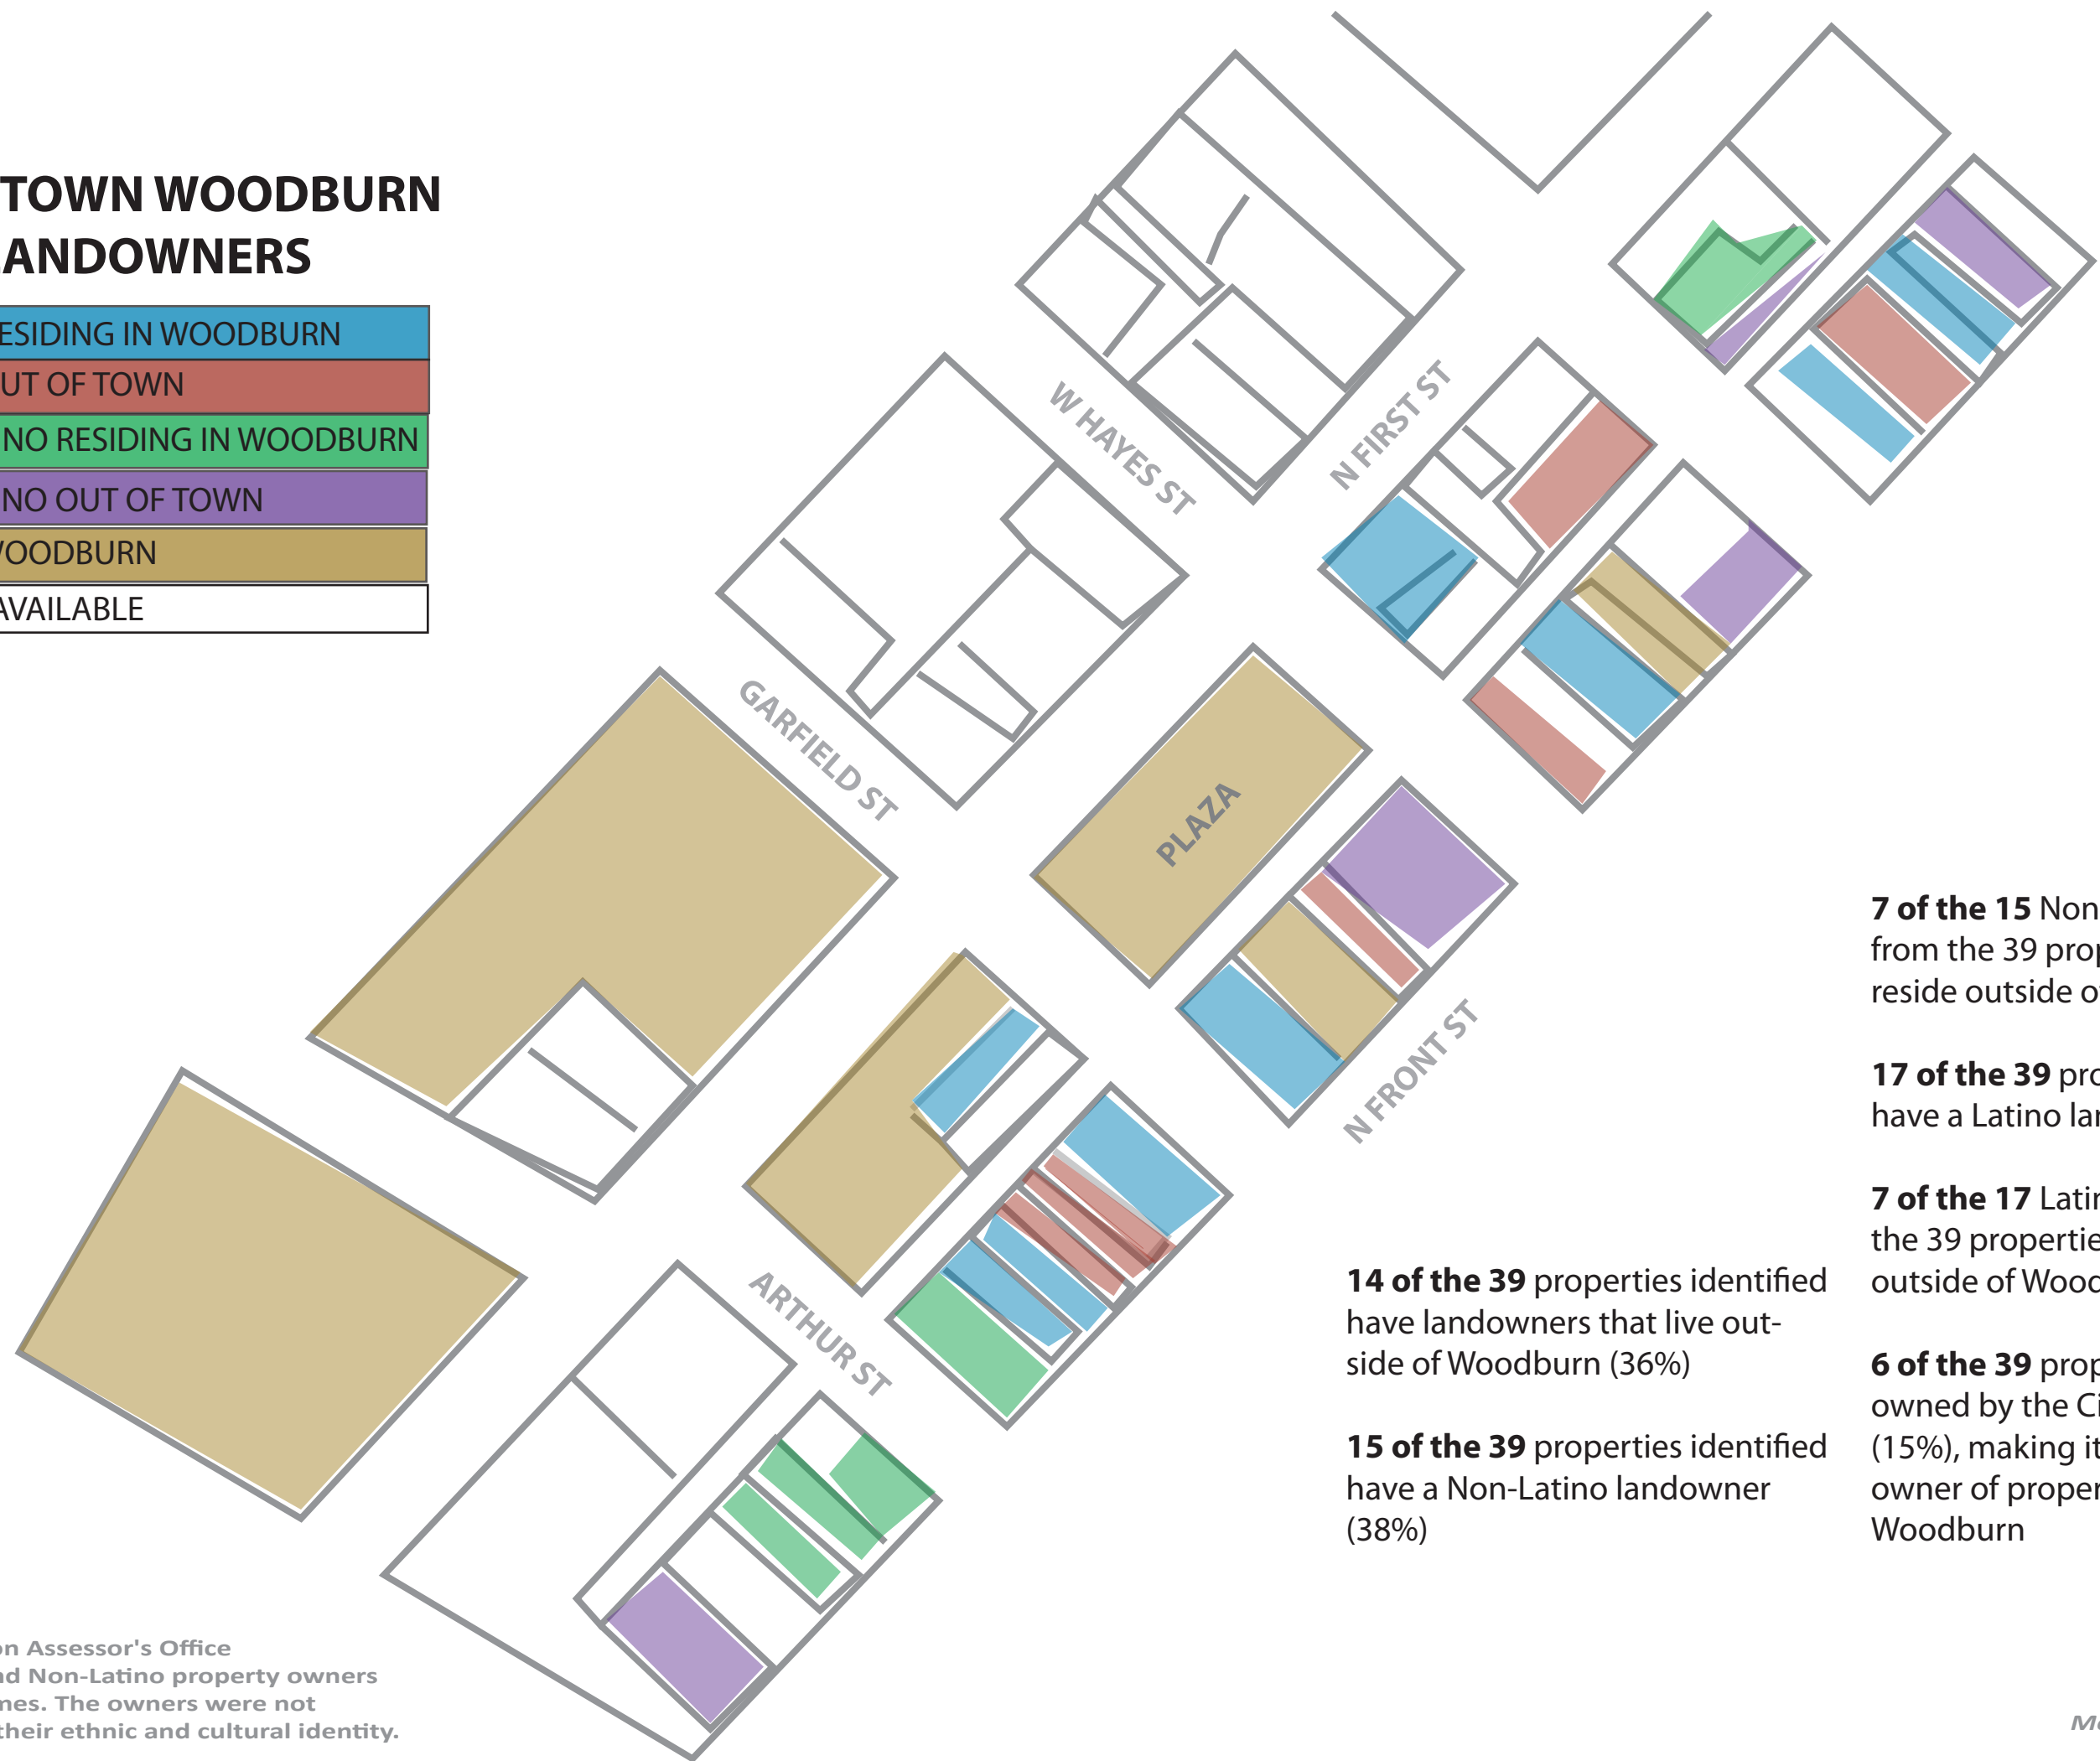 TOWN WOODBURN
ANDOWNERS
ESIDING IN WOODBURN
UT OF TOWN
NO RESIDING IN WOODBURN
NO OUT OF TOWN
WOODBURN
AVAILABLE
W HAYES ST
N FIRST ST
GARFIELD ST
PLAZA
N FRONT ST
ARTHUR ST
14 of the 39 properties identified
have landowners that live out-
side of Woodburn (36%)
15 of the 39 properties identified
have a Non-Latino landowner
(38%)
7 of the 15 Non
from the 39 prop
reside outside o
17 of the 39 pro
have a Latino lan
7 of the 17 Latin
the 39 propertie
outside of Wood
6 of the 39 prop
owned by the Ci
(15%), making it
owner of proper
Woodburn
on Assessor's Office
nd Non-Latino property owners
mes. The owners were not
their ethnic and cultural identity.